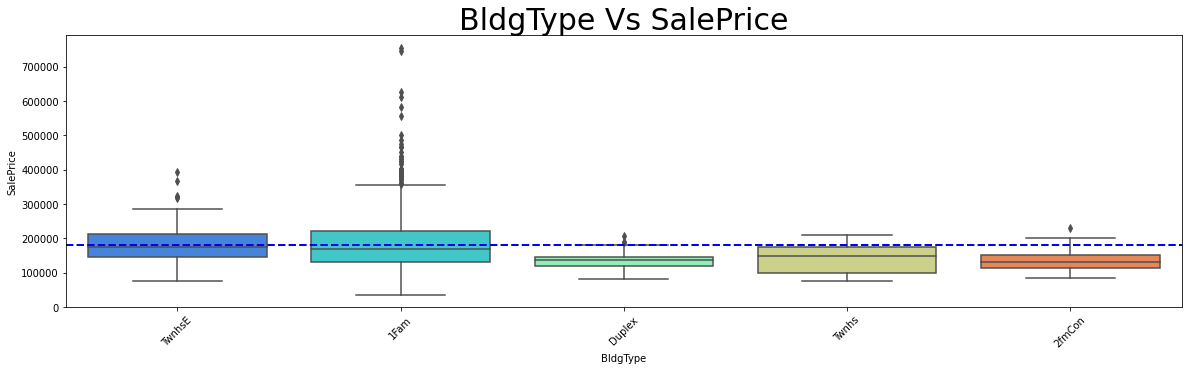 BldgType Vs SalePrice
700000
600000
500000
400000
300000
200000
100000
0
SalePrice
TwnhsE
1Fam
Duplex
Twnhs
2fmCon
BldgType